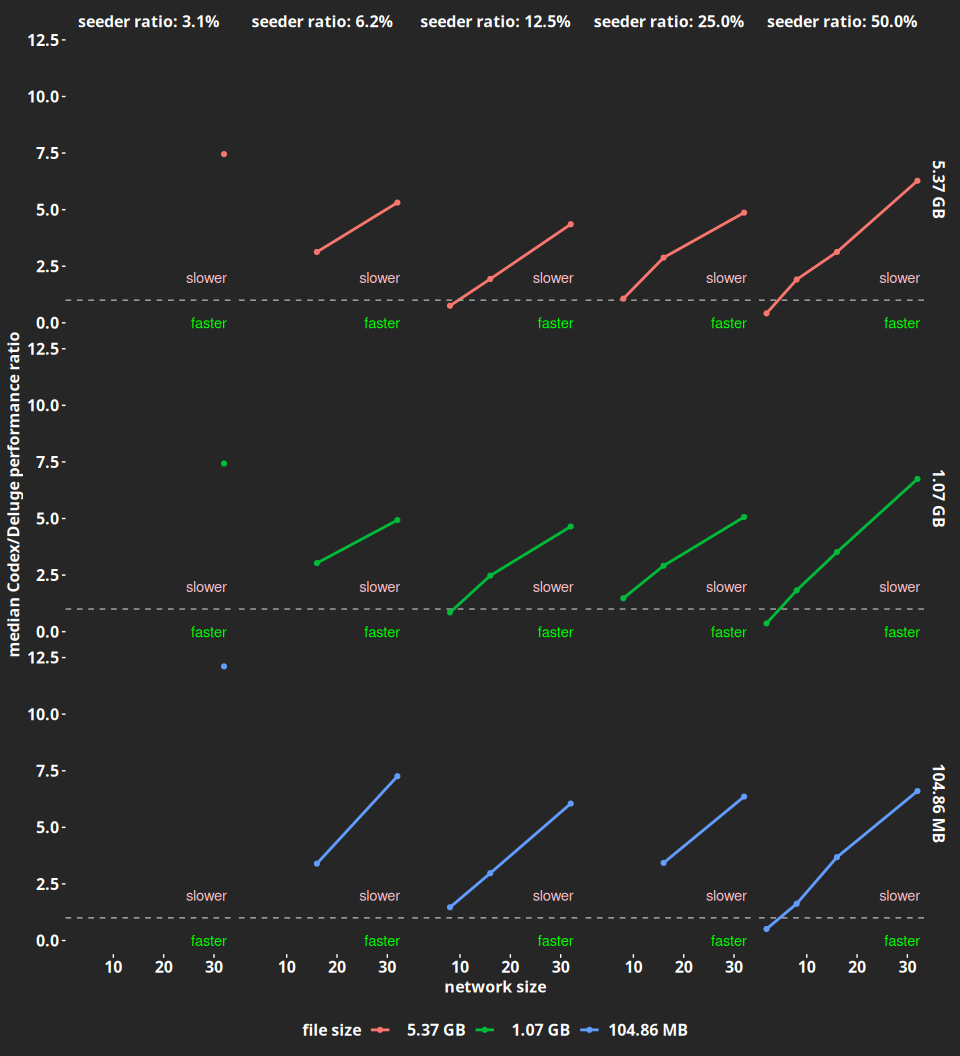 seeder ratio: 3.1% seeder ratio: 6.2% seeder ratio: 12.5% seeder ratio: 25.0% seeder ratio: 50.0%
12.5
10.0
7.5
5.0
2.5
0.0
slower slower slower slower slower
faster faster faster faster faster
5.37 GB
median Codex/Deluge performance ratio
12.5
10.0
7.5
5.0
2.5
0.0
slower slower slower slower slower
faster faster faster faster faster
1.07 GB
12.5
10.0
7.5
5.0
2.5
0.0
slower slower slower slower slower
faster faster faster faster faster
104.86 MB
10 20 30 10 20 30 10 20 30 10 20 30 10 20 30
network size
file size 5.37 GB 1.07 GB 104.86 MB